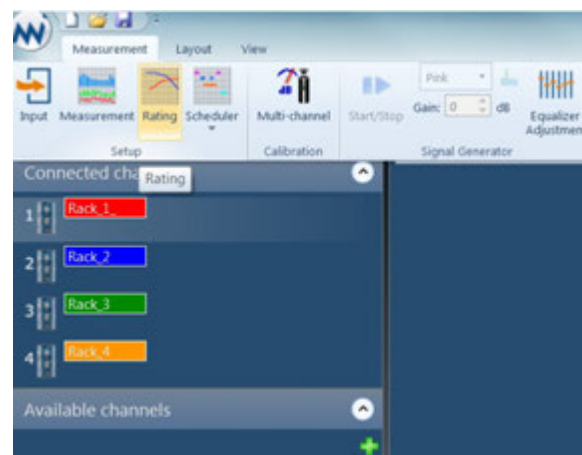 Measurement Layout View
Input Measurement Rating Scheduler Multi-channel Start/Stop Pink
Gain: 0 dB
Equalizer
Adjustmen
Setup Calibration Signal Generator
Connected cha
Rating
1 Rack_1_
2 Rack_2
3 Rack_3
4 Rack_4
Available channels